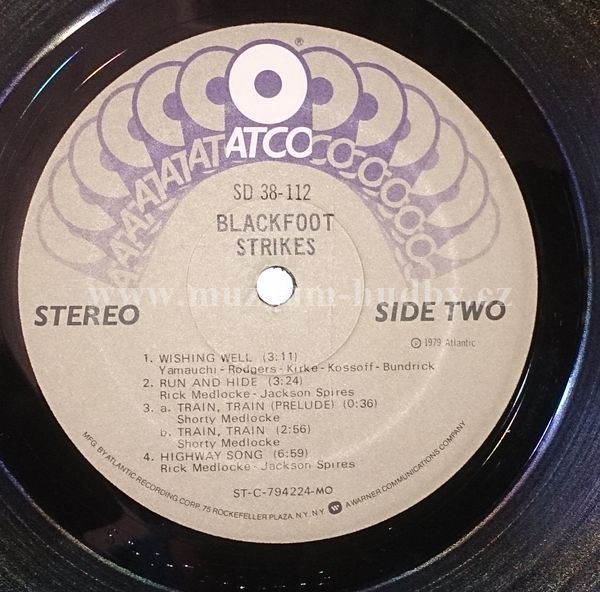 ®
ATCO
SD 38-112
BLACKFOOT
STRIKES
www.muzeum-hudby.cz
STEREO
SIDE TWO
℗ 1979 Atlantic
1. WISHING WELL (3:11)
Yamauchi - Rodgers - Kirke - Kossoff - Bundrick
2. RUN AND HIDE (3:24)
Rick Medlocke - Jackson Spires
3. a. TRAIN, TRAIN (PRELUDE) (0:36)
Shorty Medlocke
b. TRAIN, TRAIN (2:56)
Shorty Medlocke
4. HIGHWAY SONG (6:59)
Rick Medlocke - Jackson Spires
ST-C-794224-MO
MFG. BY ATLANTIC RECORDING CORP. 75 ROCKEFELLER PLAZA, N.Y. N.Y. A WARNER COMMUNICATIONS COMPANY